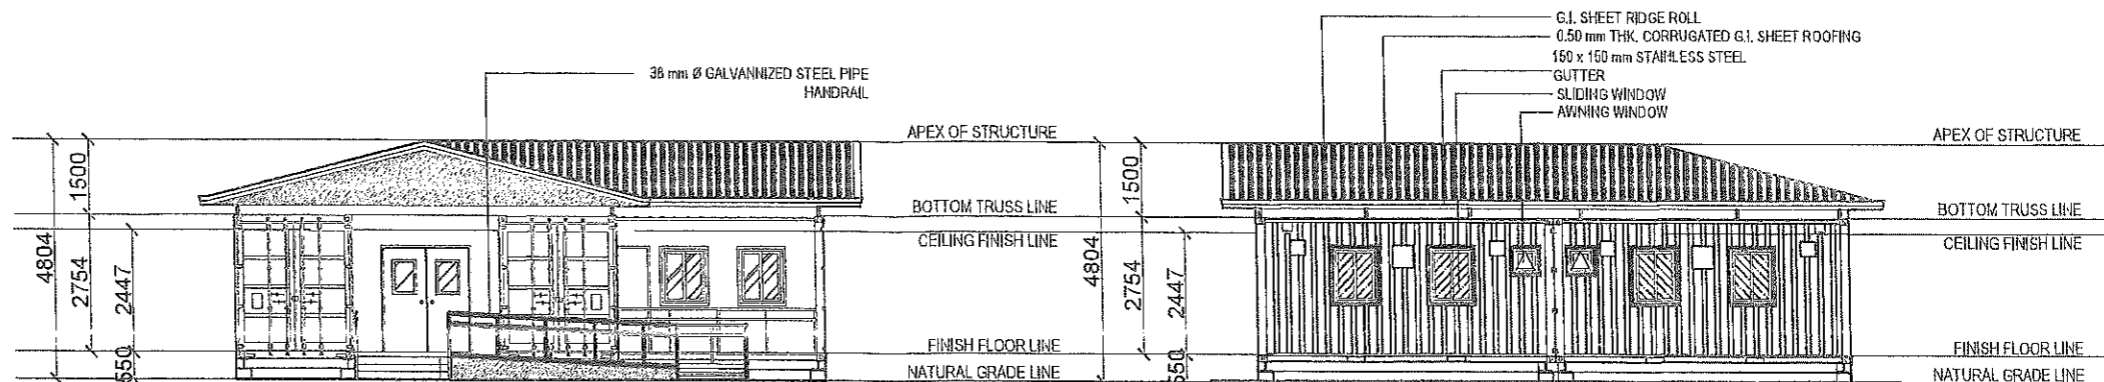 38 mm Ø GALVANNIZED STEEL PIPE
HANDRAIL
APEX OF STRUCTURE
BOTTOM TRUSS LINE
CEILING FINISH LINE
FINISH FLOOR LINE
NATURAL GRADE LINE
4804
1500
2754
2447
550
G.I. SHEET RIDGE ROLL
0.50 mm THK. CORRUGATED G.I. SHEET ROOFING
150 x 150 mm STAINLESS STEEL
GUTTER
SLIDING WINDOW
AWNING WINDOW
4804
1500
2754
2447
550
APEX OF STRUCTURE
BOTTOM TRUSS LINE
CEILING FINISH LINE
FINISH FLOOR LINE
NATURAL GRADE LINE